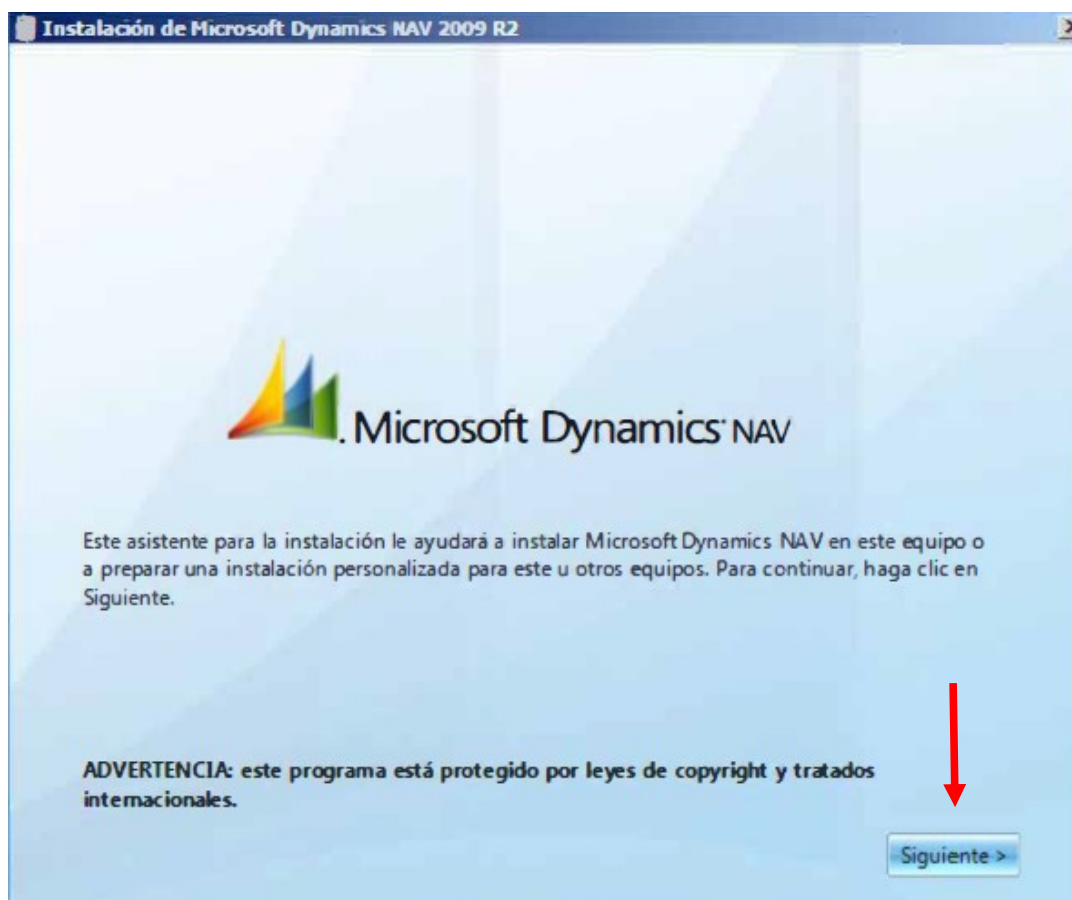 Instalación de Microsoft Dynamics NAV 2009 R2
Microsoft Dynamics NAV
Este asistente para la instalación le ayudará a instalar Microsoft Dynamics NAV en este equipo o
a preparar una instalación personalizada para este u otros equipos. Para continuar, haga clic en
Siguiente.
ADVERTENCIA: este programa está protegido por leyes de copyright y tratados
internacionales.
Siguiente >